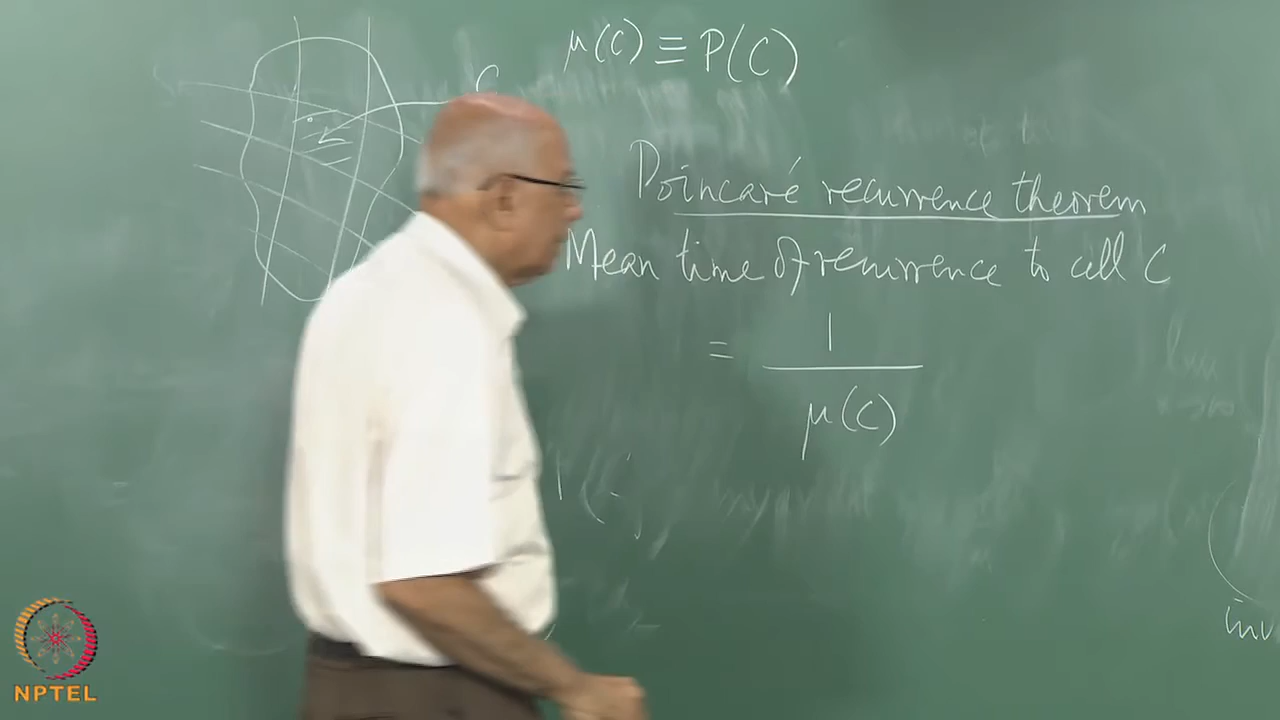 μ(C) ≡ P(C)
C
Poincaré recurrence theorem
Mean time of recurrence to cell C
= 1 / μ(C)
NPTEL